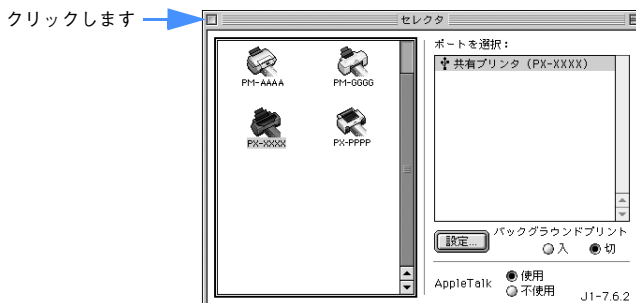 クリックします
セレクタ
PM-AAAA
PM-GGGG
PX-XXXX
PX-PPPP
ポートを選択：
共有プリンタ（PX-XXXX）
設定...
バックグラウンドプリント
入 切
AppleTalk
使用
不使用
J1-7.6.2